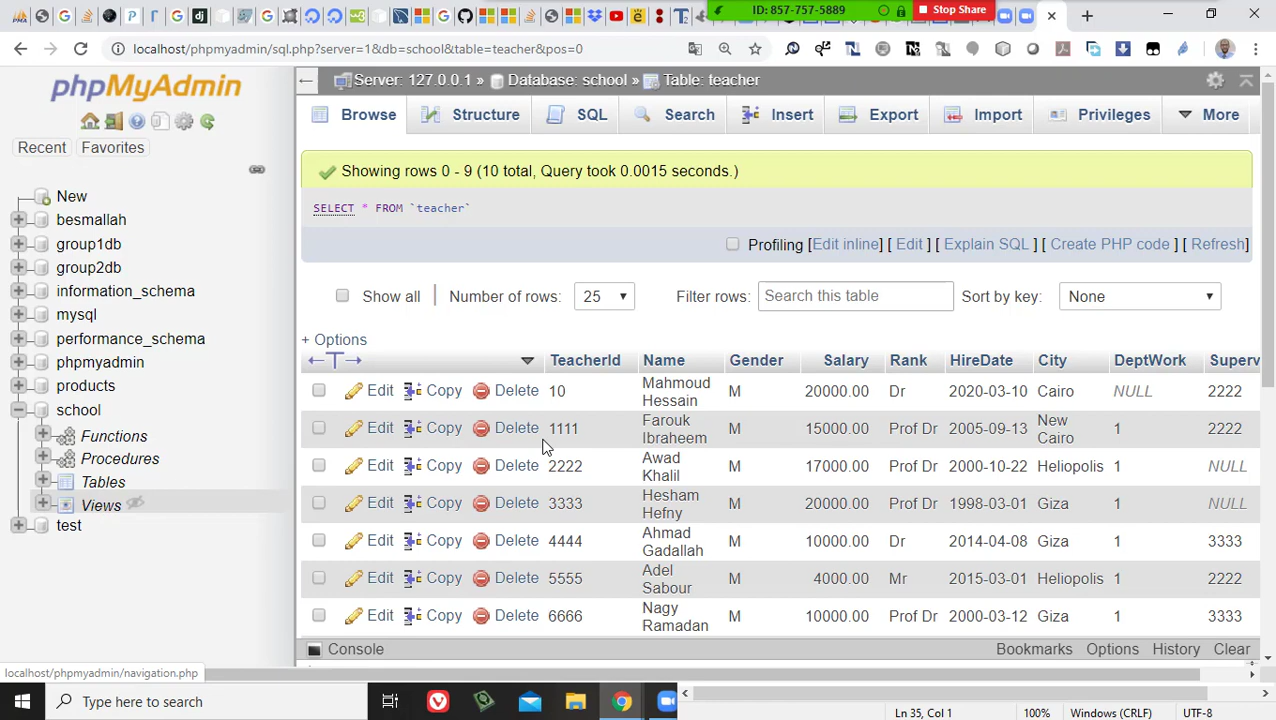 ID: 857-757-5889 Stop Share
localhost/phpmyadmin/sql.php?server=1&db=school&table=teacher&pos=0
phpMyAdmin
Recent Favorites
New
besmallah
group1db
group2db
information_schema
mysql
performance_schema
phpmyadmin
products
school
Functions
Procedures
Tables
Views
test
Server: 127.0.0.1 » Database: school » Table: teacher
Browse Structure SQL Search Insert Export Import Privileges More
Showing rows 0 - 9 (10 total, Query took 0.0015 seconds.)
SELECT * FROM `teacher`
Profiling [Edit inline] [ Edit ] [ Explain SQL ] [ Create PHP code ] [ Refresh]
Show all Number of rows: 25 Filter rows: Search this table Sort by key: None
+ Options
←T→ TeacherId Name Gender Salary Rank HireDate City DeptWork Superv
Edit Copy Delete 10 Mahmoud Hessain M 20000.00 Dr 2020-03-10 Cairo NULL 2222
Edit Copy Delete 1111 Farouk Ibraheem M 15000.00 Prof Dr 2005-09-13 New Cairo 1 2222
Edit Copy Delete 2222 Awad Khalil M 17000.00 Prof Dr 2000-10-22 Heliopolis 1 NULL
Edit Copy Delete 3333 Hesham Hefny M 20000.00 Prof Dr 1998-03-01 Giza 1 NULL
Edit Copy Delete 4444 Ahmad Gadallah M 10000.00 Dr 2014-04-08 Giza 1 3333
Edit Copy Delete 5555 Adel Sabour M 4000.00 Mr 2015-03-01 Heliopolis 1 2222
Edit Copy Delete 6666 Nagy Ramadan M 10000.00 Prof Dr 2000-03-12 Giza 1 3333
Console Bookmarks Options History Clear
localhost/phpmyadmin/navigation.php
Type here to search
Ln 35, Col 1 100% Windows (CRLF) UTF-8